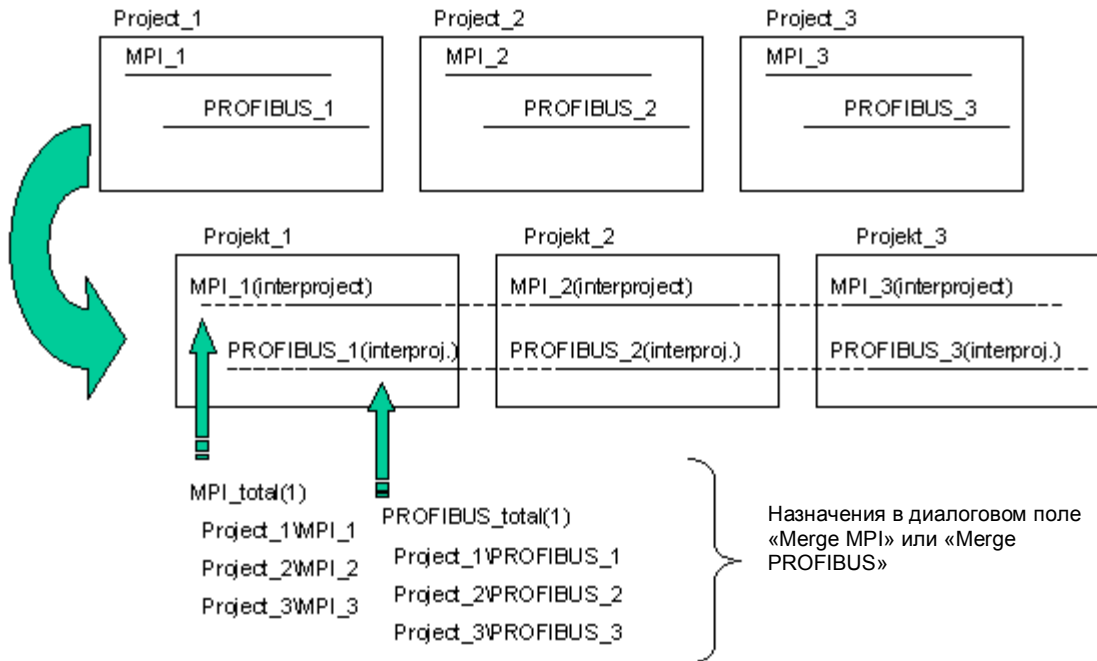 Project_1
Project_2
Project_3
MPI_1
MPI_2
MPI_3
PROFIBUS_1
PROFIBUS_2
PROFIBUS_3
Projekt_1
Projekt_2
Projekt_3
MPI_1(interproject)
MPI_2(interproject)
MPI_3(interproject)
PROFIBUS_1(interproj.)
PROFIBUS_2(interproj.)
PROFIBUS_3(interproj.)
MPI_total(1)
Project_1\MPI_1
Project_2\MPI_2
Project_3\MPI_3
PROFIBUS_total(1)
Project_1\PROFIBUS_1
Project_2\PROFIBUS_2
Project_3\PROFIBUS_3
Назначения в диалоговом поле
«Merge MPI» или «Merge
PROFIBUS»